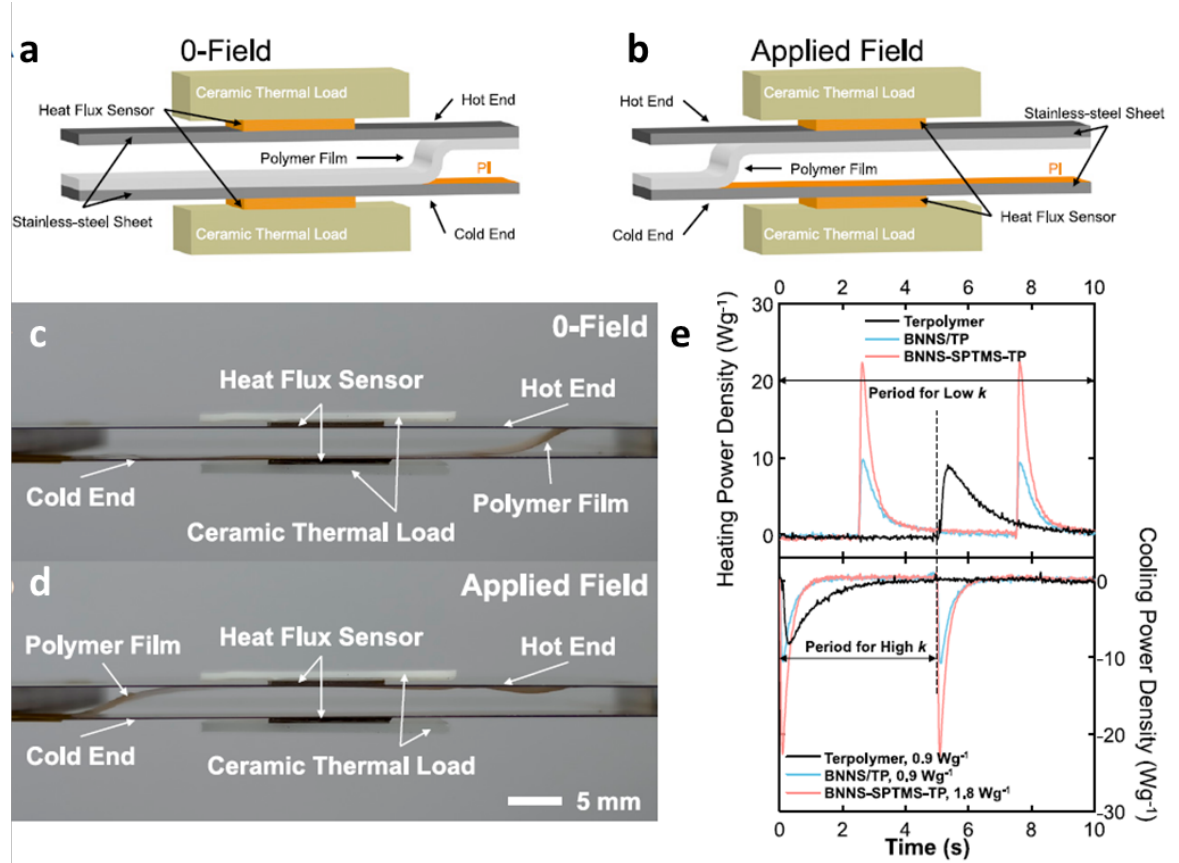 a
0-Field
Ceramic Thermal Load
Heat Flux Sensor
Hot End
Polymer Film
PI
Stainless-steel Sheet
Cold End
Ceramic Thermal Load
b
Applied Field
Ceramic Thermal Load
Hot End
Stainless-steel Sheet
Polymer Film
PI
Heat Flux Sensor
Cold End
Ceramic Thermal Load
c
0-Field
Heat Flux Sensor
Hot End
Cold End
Polymer Film
Ceramic Thermal Load
d
Applied Field
Polymer Film
Heat Flux Sensor
Hot End
Cold End
Ceramic Thermal Load
5 mm
e
0 2 4 6 8 10
30
20
10
0
Heating Power Density (Wg⁻¹)
Terpolymer
BNNS/TP
BNNS-SPTMS-TP
Period for Low k
0
-10
-20
-30
Cooling Power Density (Wg⁻¹)
Period for High k
Terpolymer, 0.9 Wg⁻¹
BNNS/TP, 0.9 Wg⁻¹
BNNS-SPTMS-TP, 1.8 Wg⁻¹
0 2 4 6 8 10
Time (s)